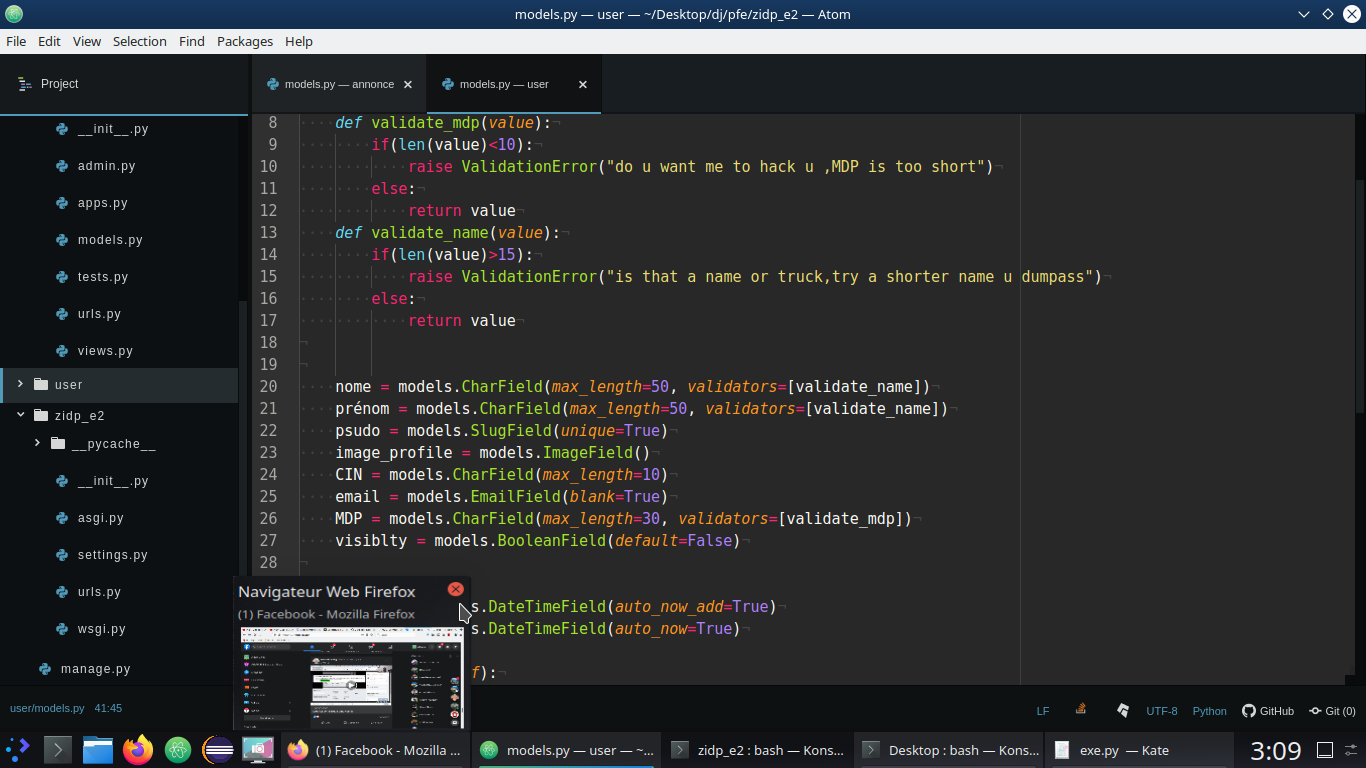 models.py — user — ~/Desktop/dj/pfe/zidp_e2 — Atom
File Edit View Selection Find Packages Help
Project
models.py — annonce
models.py — user
__init__.py
admin.py
apps.py
models.py
tests.py
urls.py
views.py
user
zidp_e2
__pycache__
__init__.py
asgi.py
settings.py
urls.py
wsgi.py
manage.py
8 def validate_mdp(value):
9 if(len(value)<10):
10 raise ValidationError("do u want me to hack u ,MDP is too short")
11 else:
12 return value
13 def validate_name(value):
14 if(len(value)>15):
15 raise ValidationError("is that a name or truck,try a shorter name u dumpass")
16 else:
17 return value
18
19
20 nome = models.CharField(max_length=50, validators=[validate_name])
21 prénom = models.CharField(max_length=50, validators=[validate_name])
22 psudo = models.SlugField(unique=True)
23 image_profile = models.ImageField()
24 CIN = models.CharField(max_length=10)
25 email = models.EmailField(blank=True)
26 MDP = models.CharField(max_length=30, validators=[validate_mdp])
27 visiblty = models.BooleanField(default=False)
28
s.DateTimeField(auto_now_add=True)
s.DateTimeField(auto_now=True)
f):
Navigateur Web Firefox
(1) Facebook - Mozilla Firefox
user/models.py 41:45
LF UTF-8 Python GitHub Git (0)
(1) Facebook — Mozilla ...
models.py — user — ~...
zidp_e2 : bash — Kons...
Desktop : bash — Kons...
exe.py — Kate
3:09